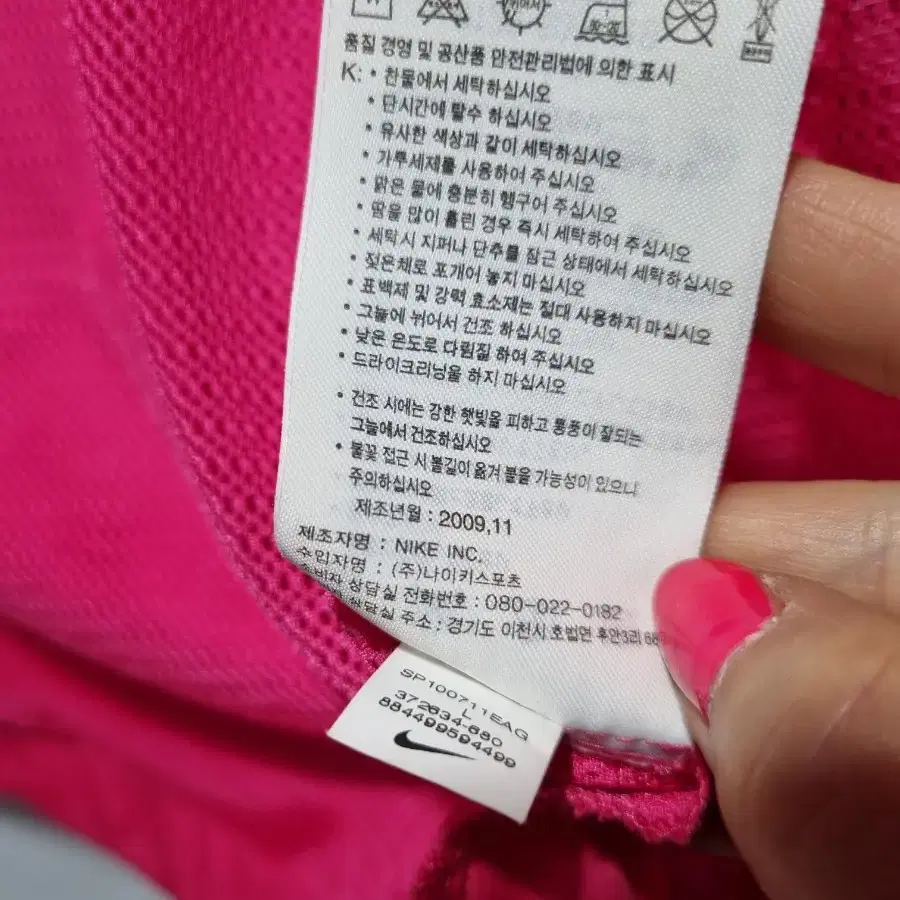 품질 경영 및 공산품 안전관리법에 의한 표시
K: • 찬물에서 세탁하십시오
• 단시간에 탈수 하십시오
• 유사한 색상과 같이 세탁하십시오
• 가루세제를 사용하여 주십시오
• 맑은 물에 충분히 헹구어 주십시오
• 땀을 많이 흘린 경우 즉시 세탁하여 주십시오
• 세탁시 지퍼나 단추를 잠근 상태에서 세탁하십시오
• 젖은채로 포개어 놓지 마십시오
• 표백제 및 강력 효소제는 절대 사용하지 마십시오
• 그늘에 뉘어서 건조 하십시오
• 낮은 온도로 다림질 하여 주십시오
• 드라이크리닝을 하지 마십시오
• 건조 시에는 강한 햇빛을 피하고 통풍이 잘되는
그늘에서 건조하십시오
• 불꽃 접근 시 불길이 옮겨 붙을 가능성이 있으니
주의하십시오
제조년월 : 2009,11
제조자명 : NIKE INC.
수입자명 : (주)나이키스포츠
상담실 전화번호 : 080-022-0182
주소 : 경기도 이천시 호법면 후안3리
SP100711EAG
L
372634-680
884499594499